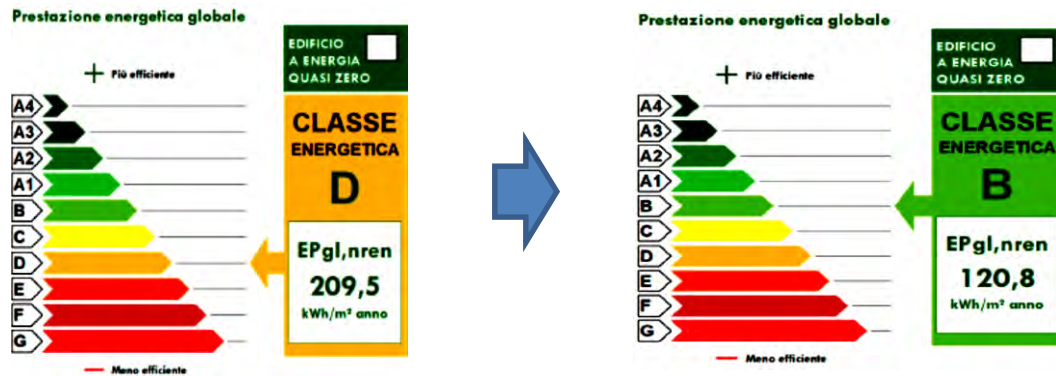 Prestazione energetica globale
EDIFICIO
A ENERGIA
QUASI ZERO
Più efficiente
A4
A3
A2
A1
B
C
D
E
F
G
Meno efficiente
CLASSE
ENERGETICA
D
EPgl,nren
209,5
kWh/m² anno
Prestazione energetica globale
EDIFICIO
A ENERGIA
QUASI ZERO
Più efficiente
A4
A3
A2
A1
B
C
D
E
F
G
Meno efficiente
CLASSE
ENERGETICA
B
EPgl,nren
120,8
kWh/m² anno